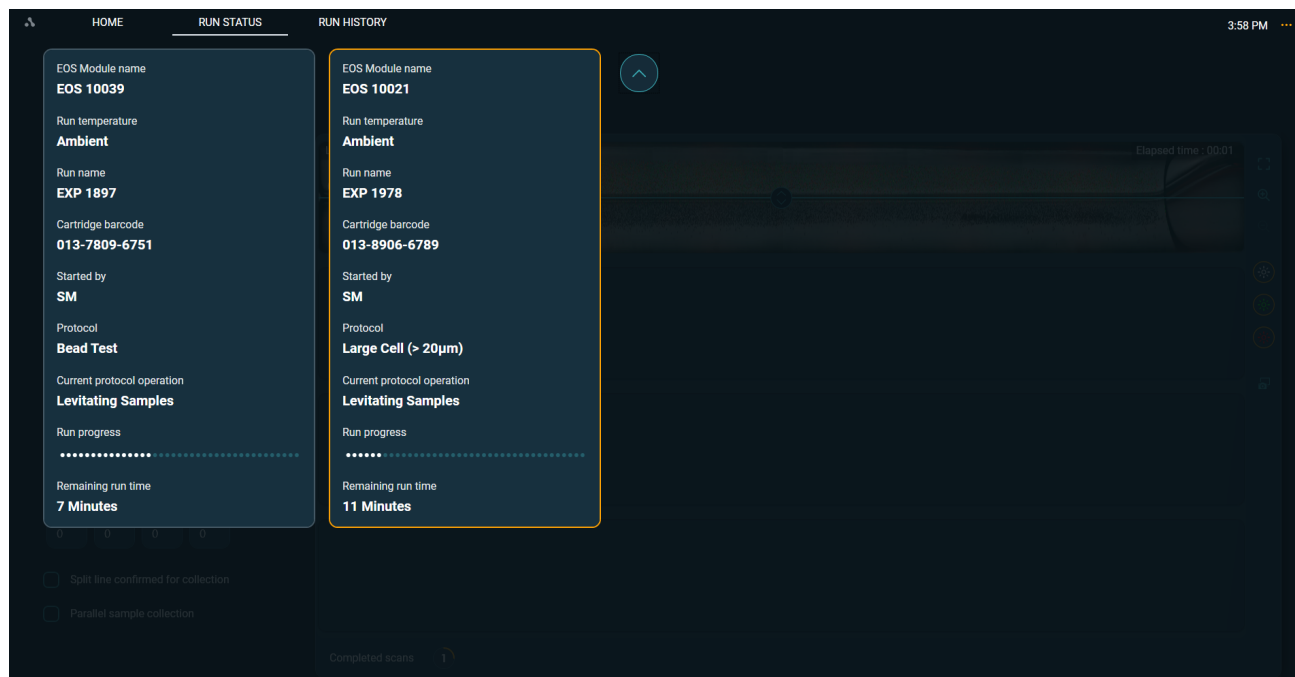 HOME
RUN STATUS
RUN HISTORY
3:58 PM
EOS Module name
EOS 10039
Run temperature
Ambient
Run name
EXP 1897
Cartridge barcode
013-7809-6751
Started by
SM
Protocol
Bead Test
Current protocol operation
Levitating Samples
Run progress
Remaining run time
7 Minutes
EOS Module name
EOS 10021
Run temperature
Ambient
Run name
EXP 1978
Cartridge barcode
013-8906-6789
Started by
SM
Protocol
Large Cell (> 20μm)
Current protocol operation
Levitating Samples
Run progress
Remaining run time
11 Minutes
Elapsed time : 00:01
0 0 0 0
Split line confirmed for collection
Parallel sample collection
Completed scans 1